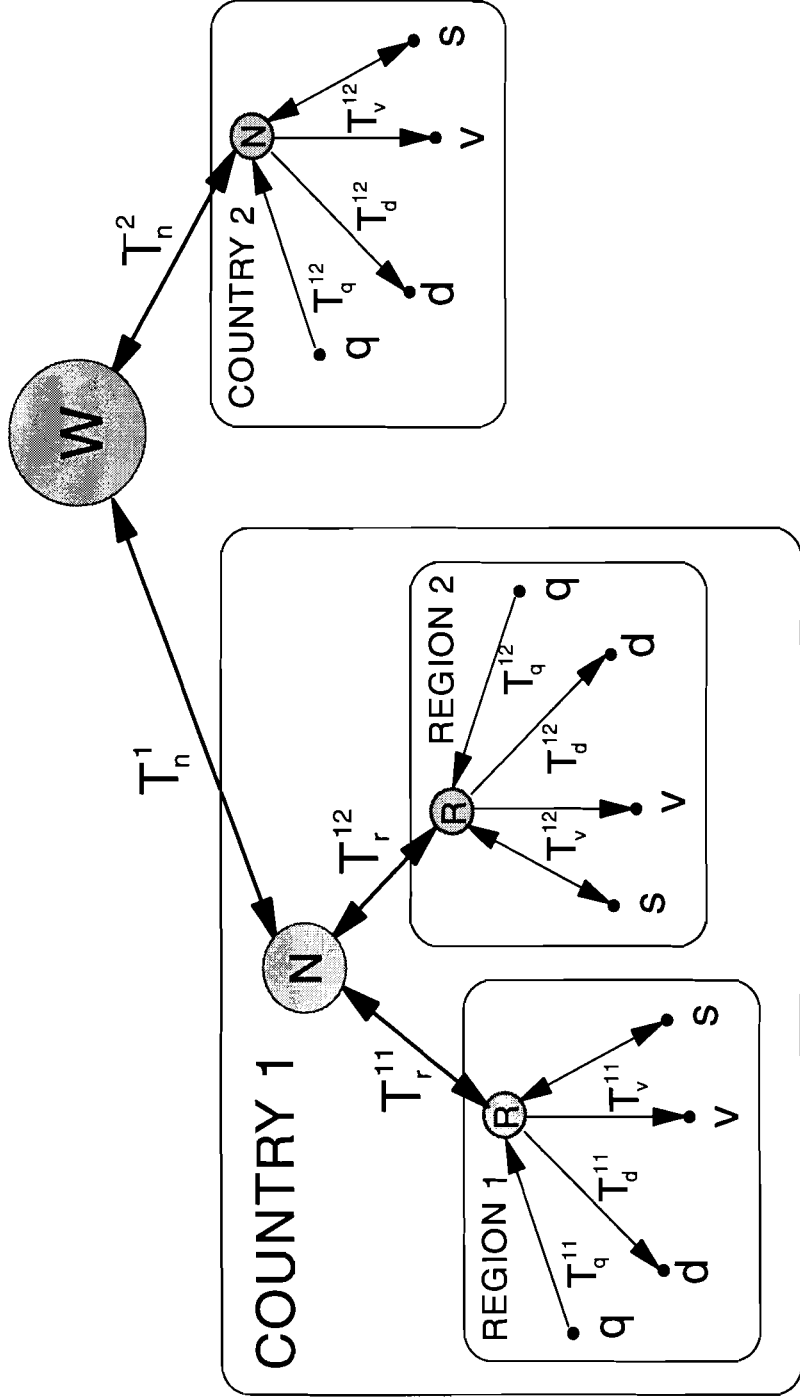 W
T_n^1
T_n^2
COUNTRY 1
N
T_r^11
T_r^12
REGION 1
R
T_q^11
T_d^11
T_v^11
q
d
v
s
REGION 2
R
T_v^12
T_d^12
T_q^12
s
v
d
q
COUNTRY 2
N
T_q^12
T_d^12
T_v^12
q
d
v
s